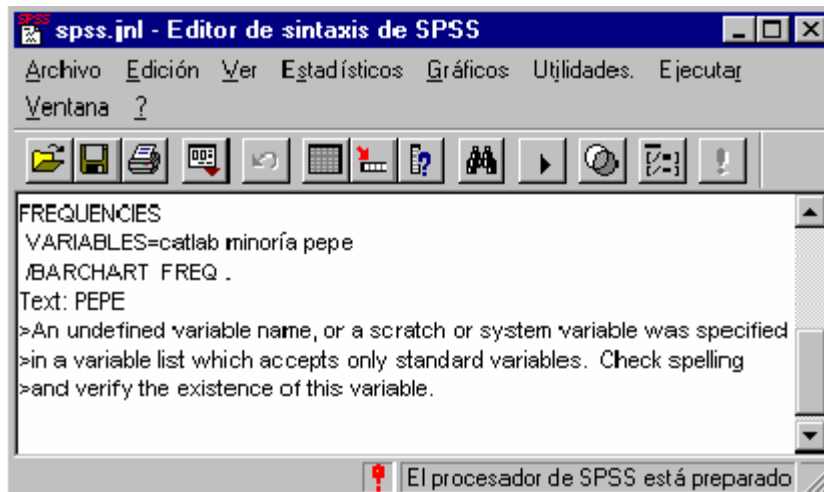 spss.jnl - Editor de sintaxis de SPSS
Archivo Edición Ver Estadísticos Gráficos Utilidades. Ejecutar
Ventana ?
FREQUENCIES
VARIABLES=catlab minoría pepe
/BARCHART FREQ .
Text: PEPE
>An undefined variable name, or a scratch or system variable was specified
>in a variable list which accepts only standard variables. Check spelling
>and verify the existence of this variable.
El procesador de SPSS está preparado